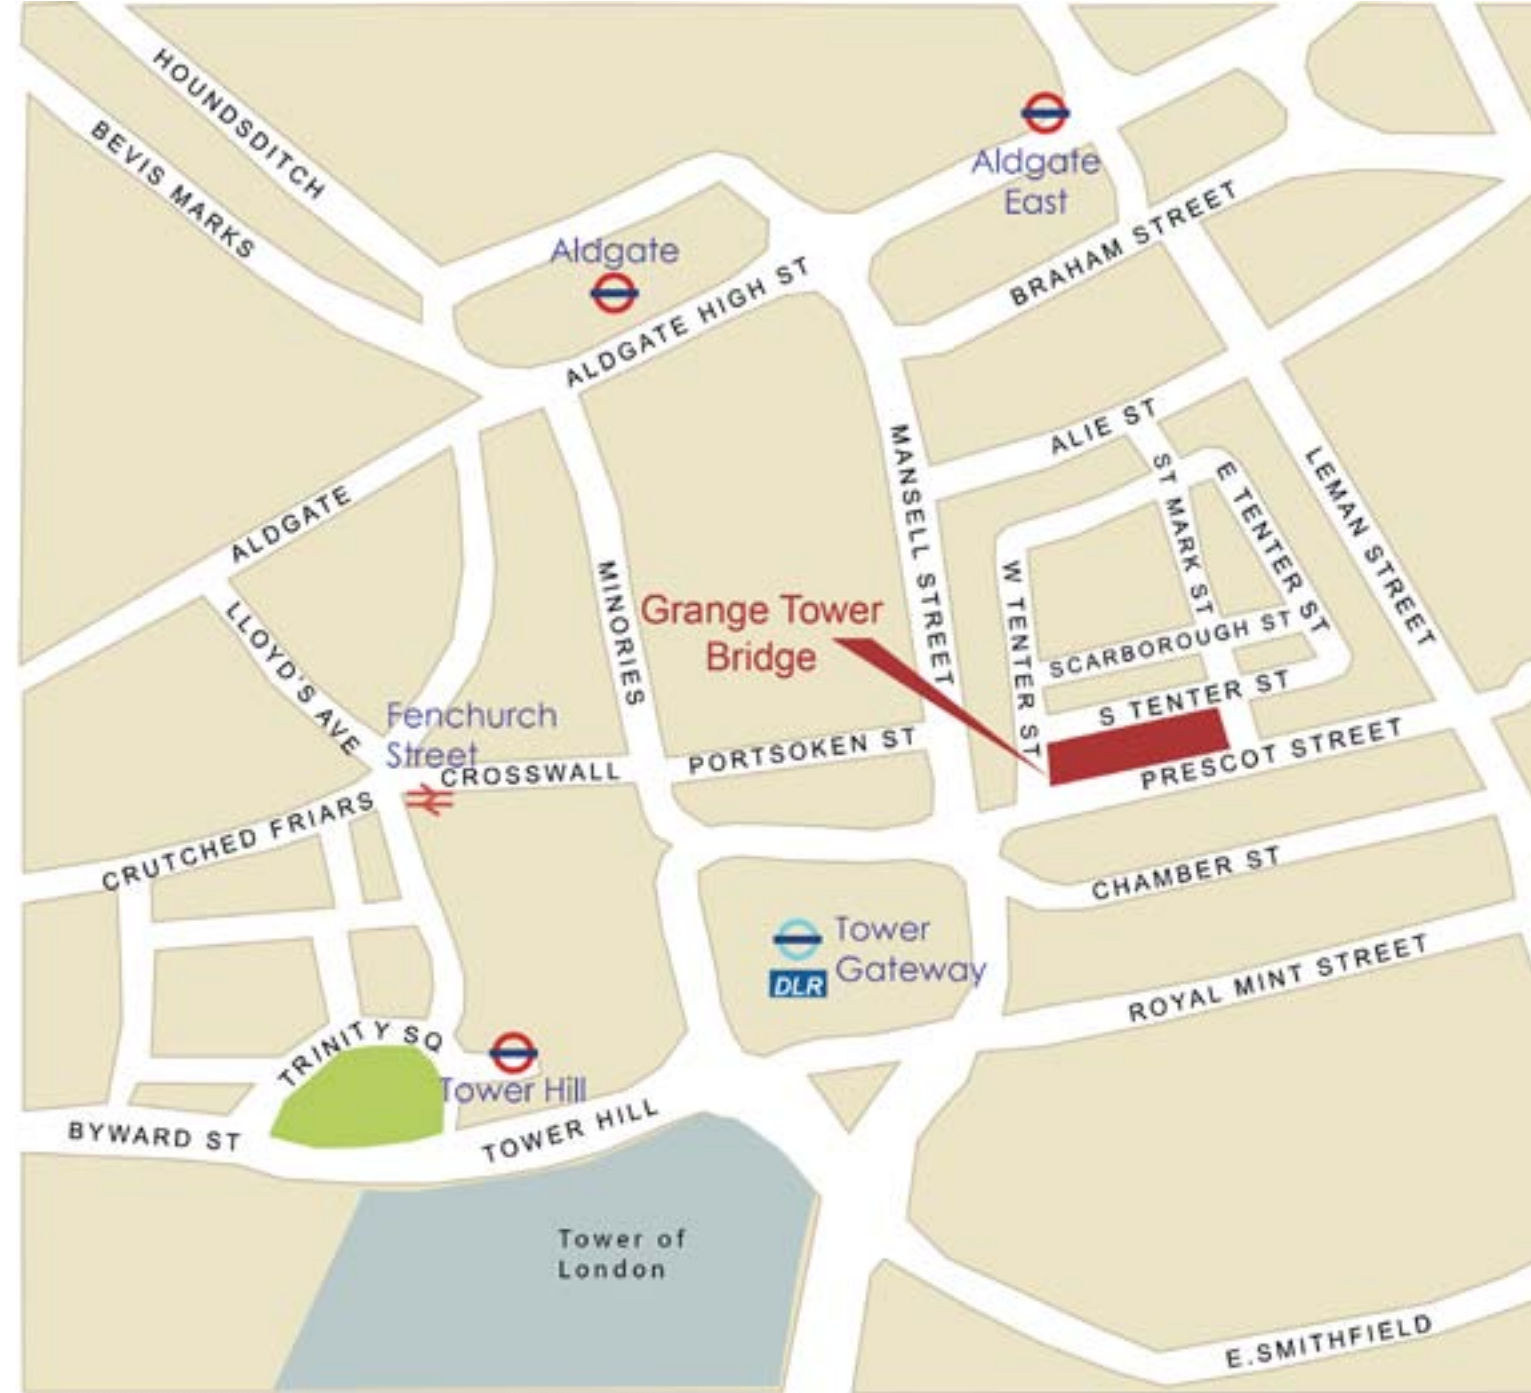 HOUNDSDITCH
BEVIS MARKS
Aldgate
East
Aldgate
BRAHAM STREET
ALDGATE HIGH ST
ALIE ST
MANSELL STREET
ST MARK ST
E TENTER ST
LEMAN STREET
ALDGATE
MINORIES
W TENTER ST
LLOYD'S AVE
Grange Tower
Bridge
SCARBOROUGH ST
S TENTER ST
Fenchurch
Street
CROSSWALL
PORTSOKEN ST
PRESCOT STREET
CRUTCHED FRIARS
CHAMBER ST
Tower
Gateway
DLR
ROYAL MINT STREET
TRINITY SQ
Tower Hill
BYWARD ST
TOWER HILL
Tower of
London
E.SMITHFIELD